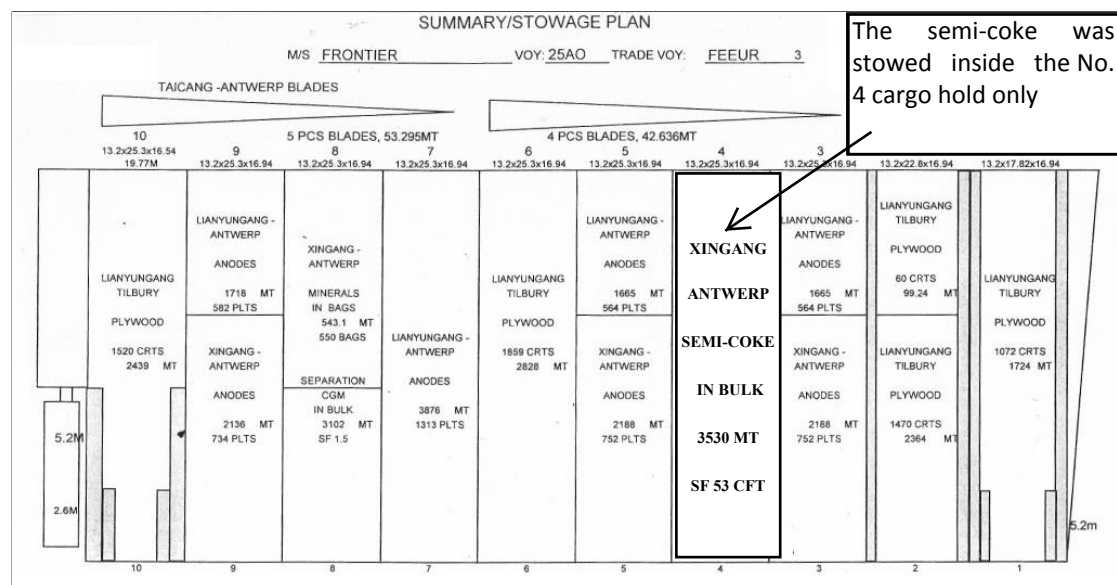 SUMMARY/STOWAGE PLAN
M/S FRONTIER VOY: 25AO TRADE VOY: FEEUR 3
The semi-coke was
stowed inside the No.
4 cargo hold only
TAICANG -ANTWERP BLADES
5 PCS BLADES, 53.295MT
4 PCS BLADES, 42.636MT
10 9 8 7 6 5 4 3
13.2x25.3x16.54 13.2x25.3x16.94 13.2x25.3x16.94 13.2x25.3x16.94 13.2x25.3x16.94 13.2x25.3x16.94 13.2x25.3x16.94 13.2x25.3x16.94 13.2x22.8x16.94 13.2x17.82x16.94
19.77M
LIANYUNGANG
TILBURY
PLYWOOD
1520 CRTS
2439 MT
5.2M
2.6M
LIANYUNGANG -
ANTWERP
ANODES
1718 MT
582 PLTS
XINGANG -
ANTWERP
ANODES
2136 MT
734 PLTS
XINGANG -
ANTWERP
MINERALS
IN BAGS
543.1 MT
550 BAGS
SEPARATION
CGM
IN BULK
3102 MT
SF 1.5
LIANYUNGANG -
ANTWERP
ANODES
3876 MT
1313 PLTS
LIANYUNGANG
TILBURY
PLYWOOD
1859 CRTS
2828 MT
LIANYUNGANG -
ANTWERP
ANODES
1665 MT
564 PLTS
XINGANG -
ANTWERP
ANODES
2188 MT
752 PLTS
XINGANG
ANTWERP
SEMI-COKE
IN BULK
3530 MT
SF 53 CFT
LIANYUNGANG -
ANTWERP
ANODES
1665 MT
564 PLTS
XINGANG -
ANTWERP
ANODES
2188 MT
752 PLTS
LIANYUNGANG
TILBURY
PLYWOOD
60 CRTS
99.24 MT
LIANYUNGANG
TILBURY
PLYWOOD
1470 CRTS
2364 MT
LIANYUNGANG
TILBURY
PLYWOOD
1072 CRTS
1724 MT
5.2m
10 9 8 7 6 5 4 3 2 1